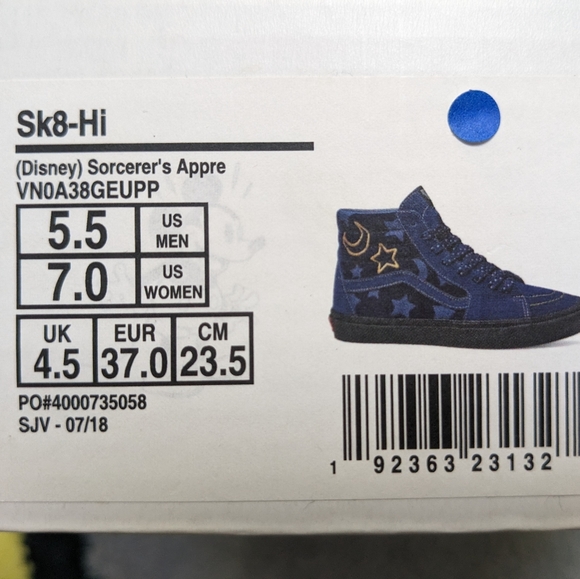 Sk8-Hi
(Disney) Sorcerer's Appre
VN0A38GEUPP
5.5 US MEN
7.0 US WOMEN
UK EUR CM
4.5 37.0 23.5
PO#4000735058
SJV - 07/18
1 92363 23132